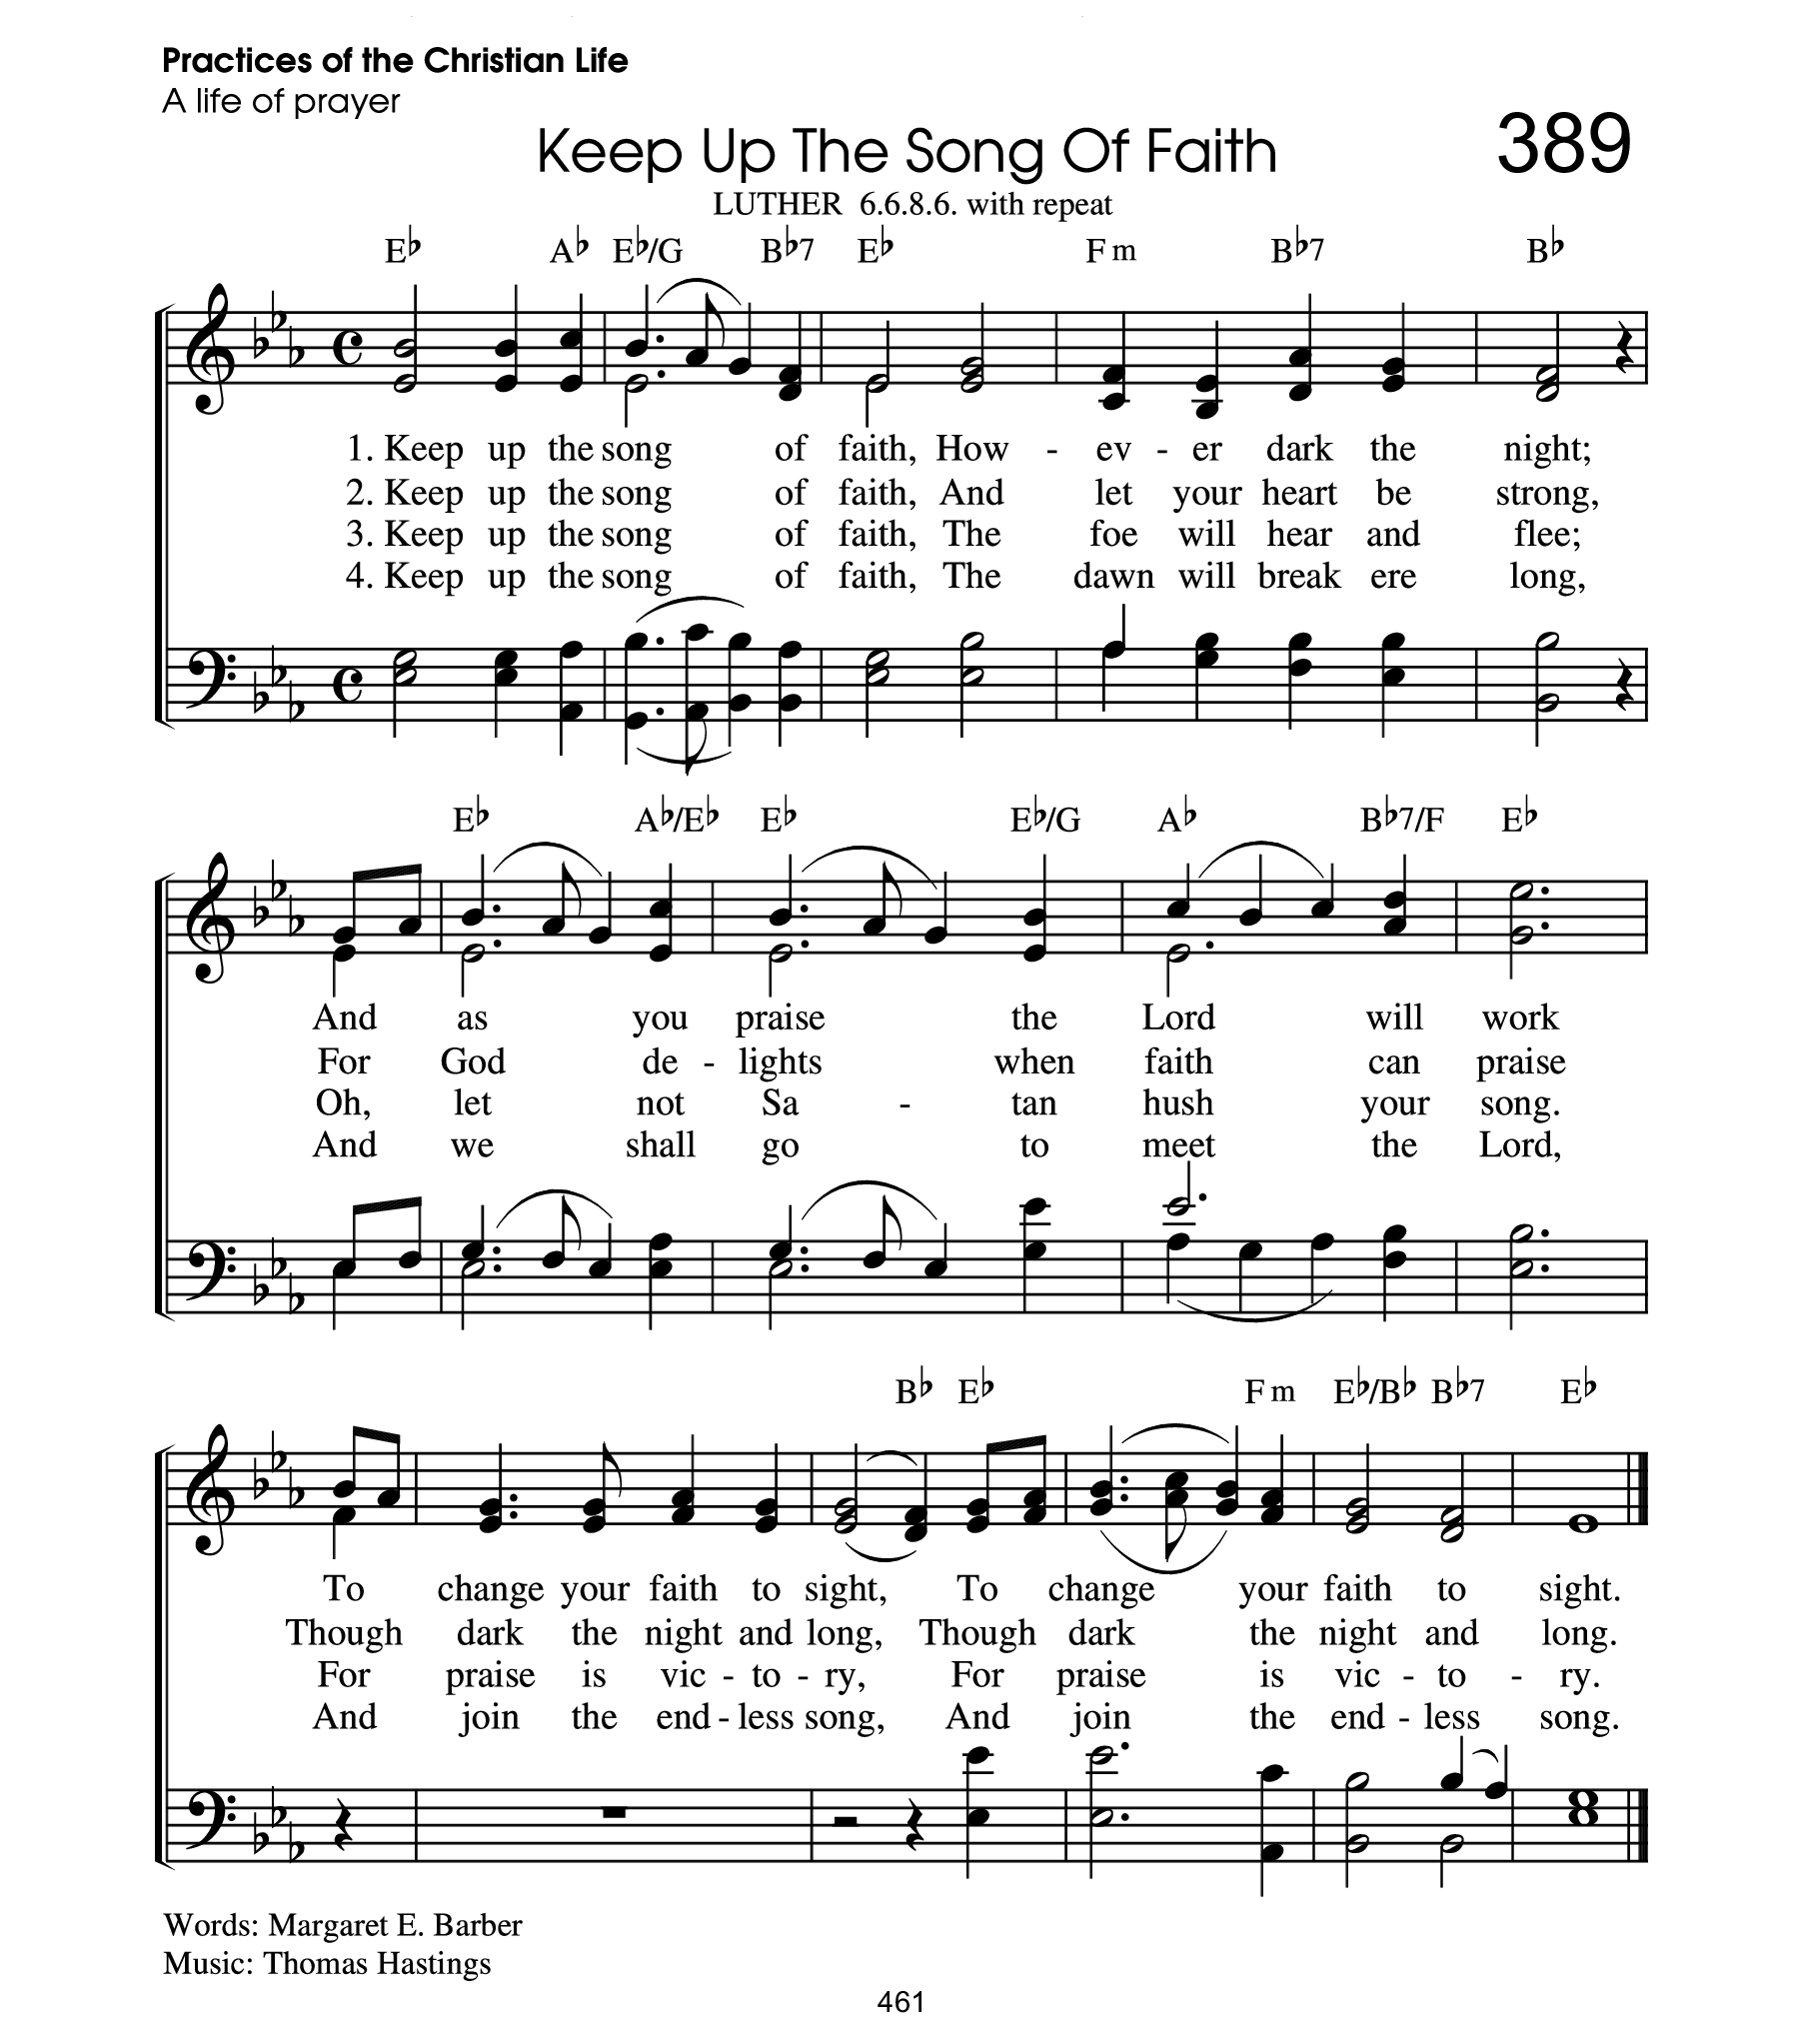 Practices of the Christian Life
A life of prayer
389
Keep Up The Song Of Faith
LUTHER 6.6.8.6. with repeat
E♭ A♭ E♭/G B♭7 E♭ Fm B♭7 B♭
1. Keep up the song of faith, How - ev - er dark the night;
2. Keep up the song of faith, And let your heart be strong,
3. Keep up the song of faith, The foe will hear and flee;
4. Keep up the song of faith, The dawn will break ere long,
E♭ A♭/E♭ E♭ E♭/G A♭ B♭7/F E♭
And as you praise the Lord will work
For God de - lights when faith can praise
Oh, let not Sa - tan hush your song.
And we shall go to meet the Lord,
B♭ E♭ Fm E♭/B♭ B♭7 E♭
To change your faith to sight, To change your faith to sight.
Though dark the night and long, Though dark the night and long.
For praise is vic - to - ry, For praise is vic - to - ry.
And join the end - less song, And join the end - less song.
Words: Margaret E. Barber
Music: Thomas Hastings
461